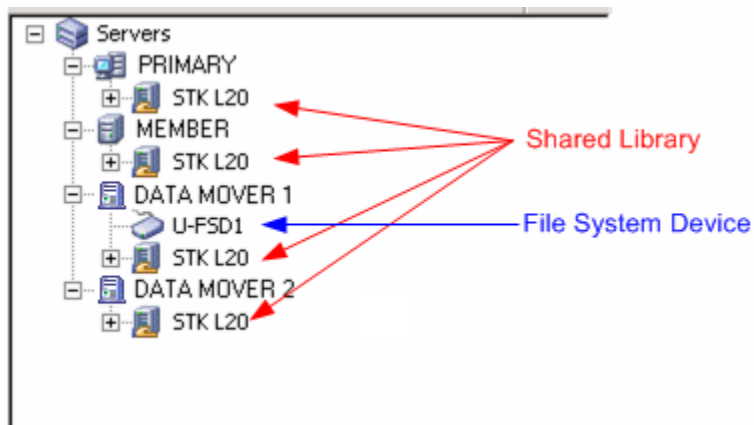 Servers
PRIMARY
STK L20
MEMBER
STK L20
Shared Library
DATA MOVER 1
U-FSD1
File System Device
STK L20
DATA MOVER 2
STK L20